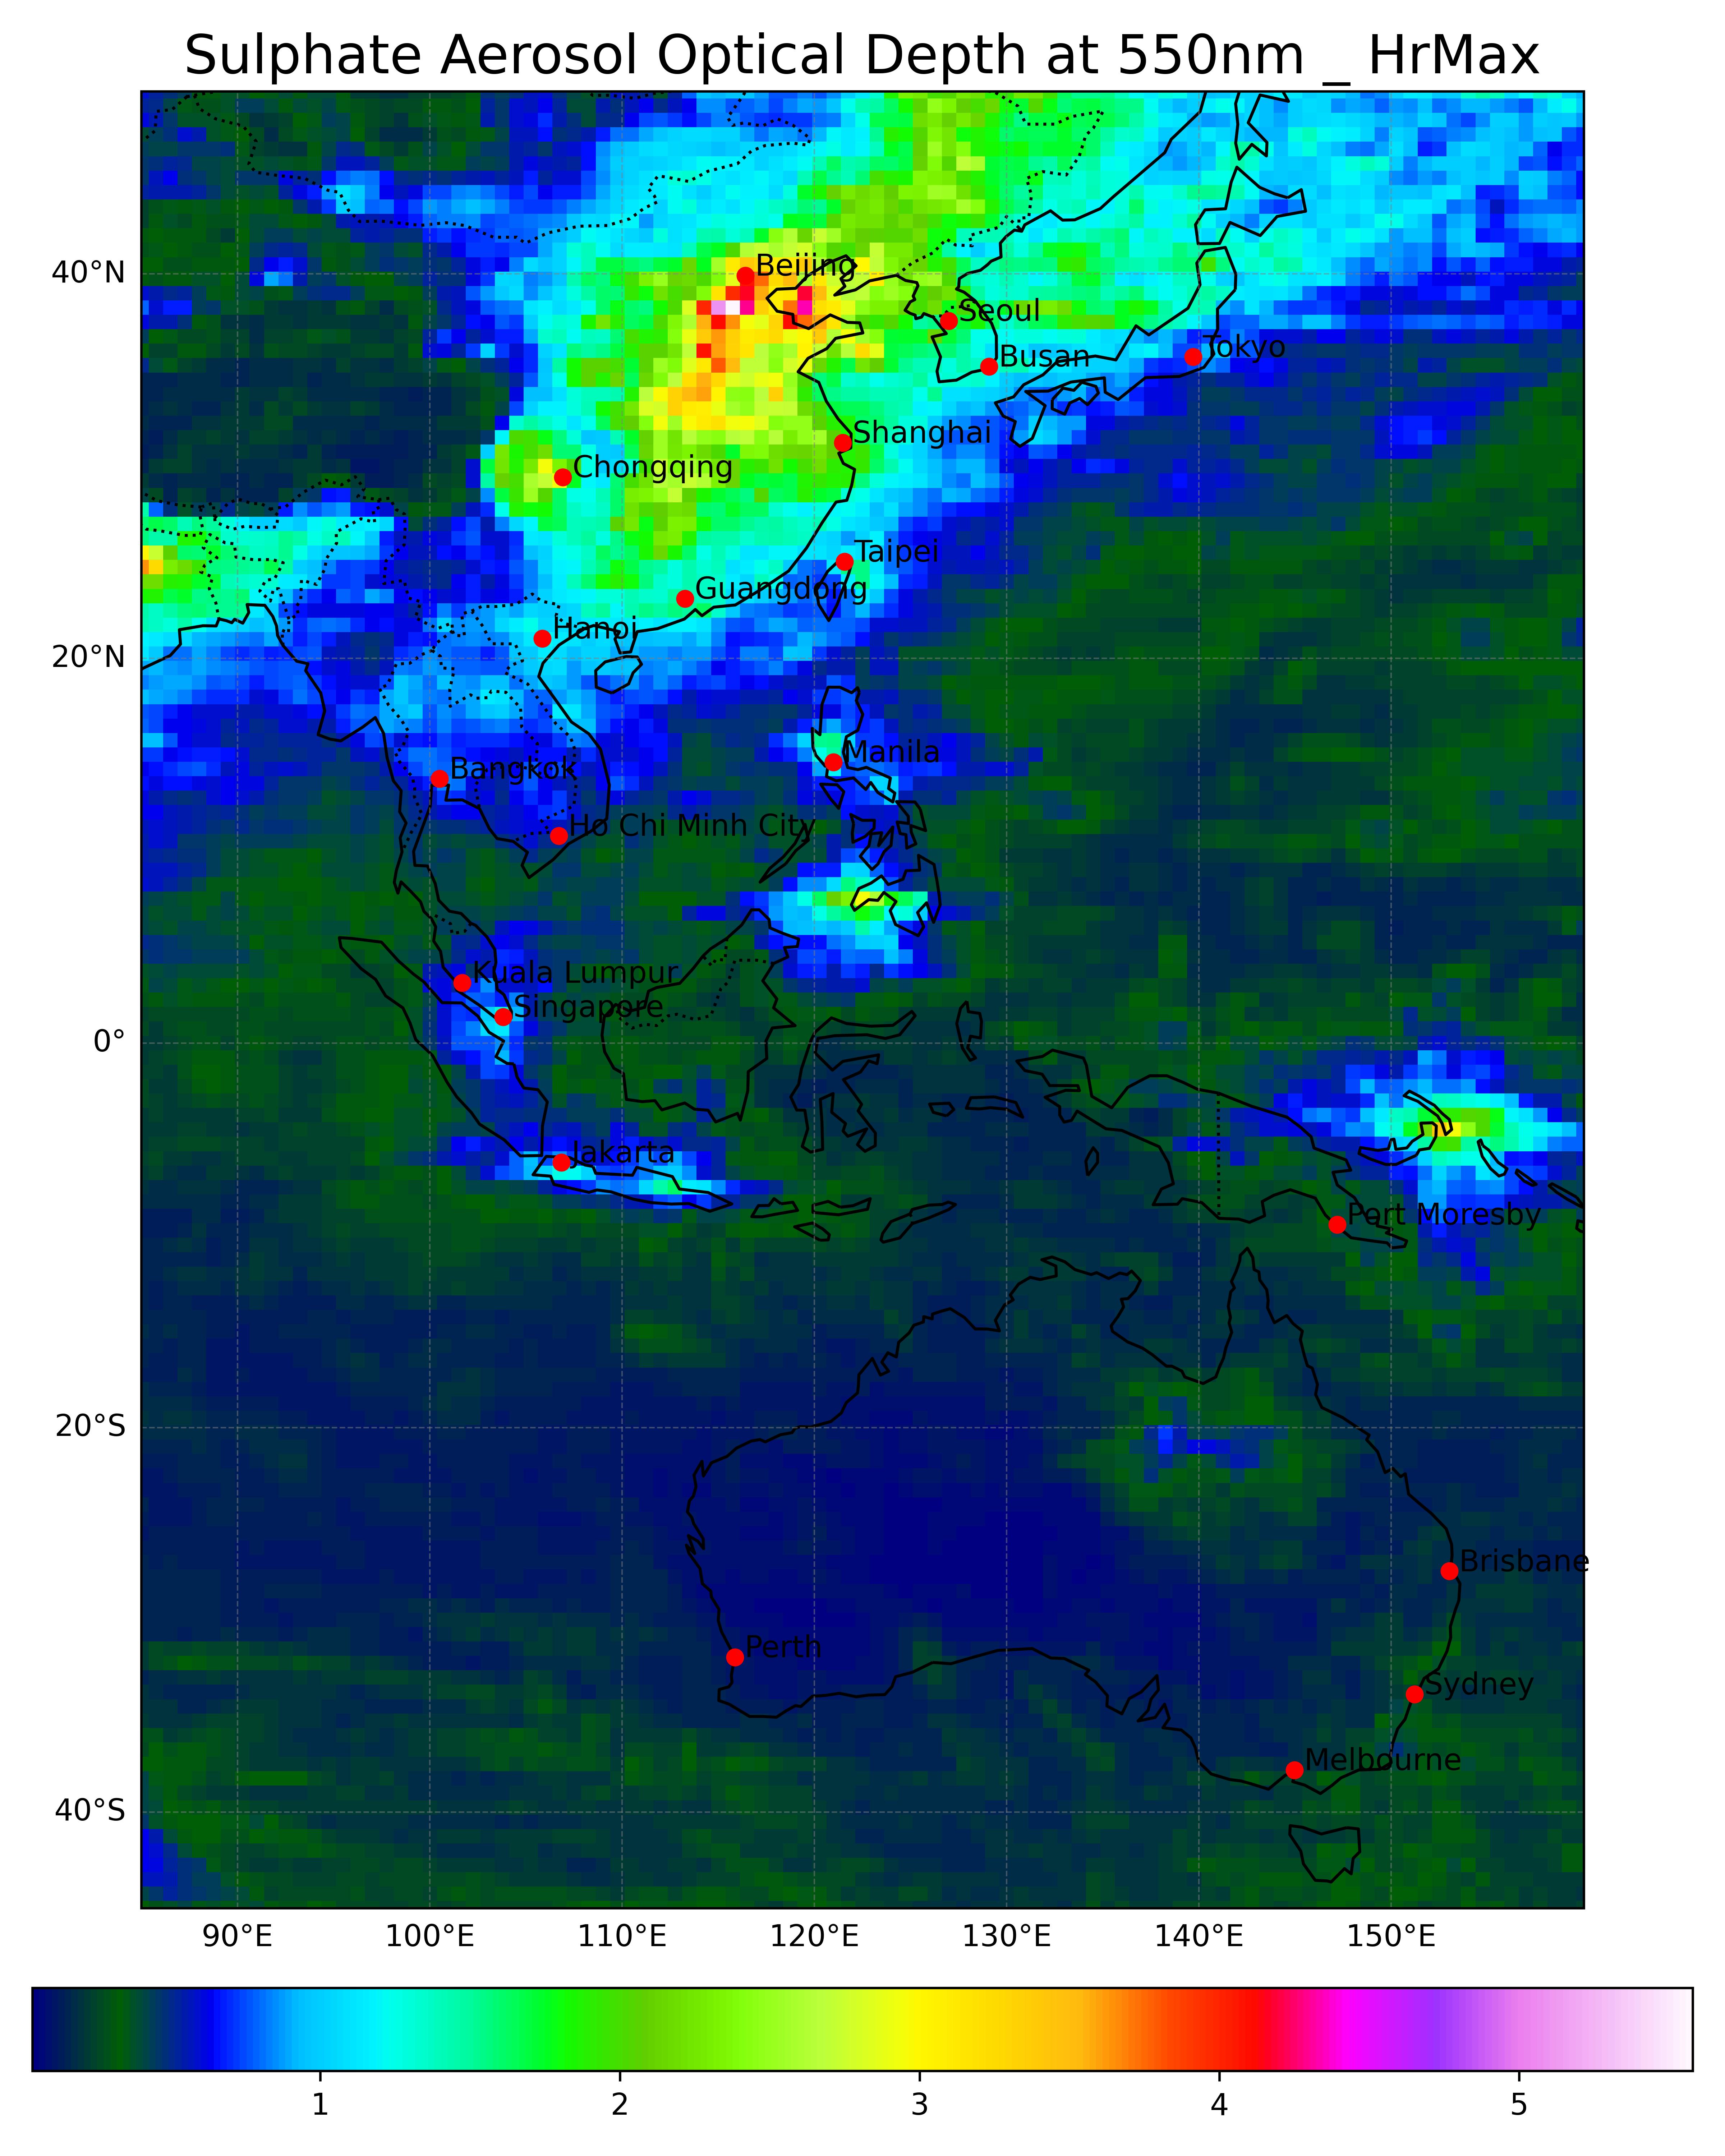 Sulphate Aerosol Optical Depth at 550nm _ HrMax
40°N
20°N
0°
20°S
40°S
Beijing
Seoul
Busan
Tokyo
Shanghai
Chongqing
Taipei
Guangdong
Hanoi
Manila
Bangkok
Ho Chi Minh City
Kuala Lumpur
Singapore
Jakarta
Port Moresby
Brisbane
Perth
Sydney
Melbourne
90°E 100°E 110°E 120°E 130°E 140°E 150°E
1 2 3 4 5